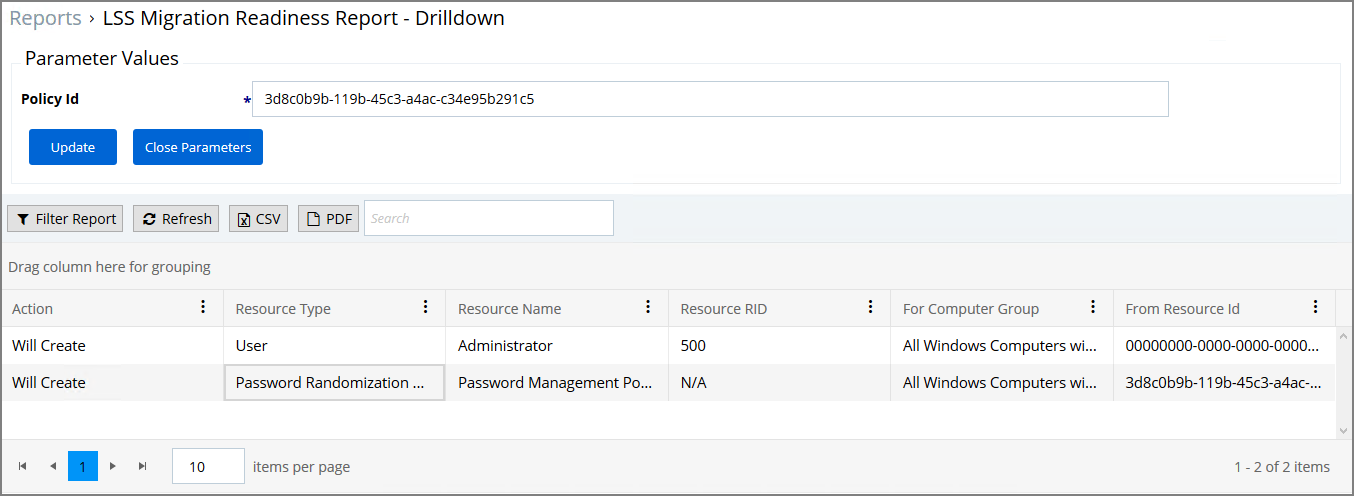 Reports › LSS Migration Readiness Report - Drilldown
Parameter Values
Policy Id * 3d8c0b9b-119b-45c3-a4ac-c34e95b291c5
Update Close Parameters
Filter Report Refresh CSV PDF Search
Drag column here for grouping
Action Resource Type Resource Name Resource RID For Computer Group From Resource Id
Will Create User Administrator 500 All Windows Computers wi... 00000000-0000-0000-0000...
Will Create Password Randomization ... Password Management Po... N/A All Windows Computers wi... 3d8c0b9b-119b-45c3-a4ac-...
1 10 items per page 1 - 2 of 2 items